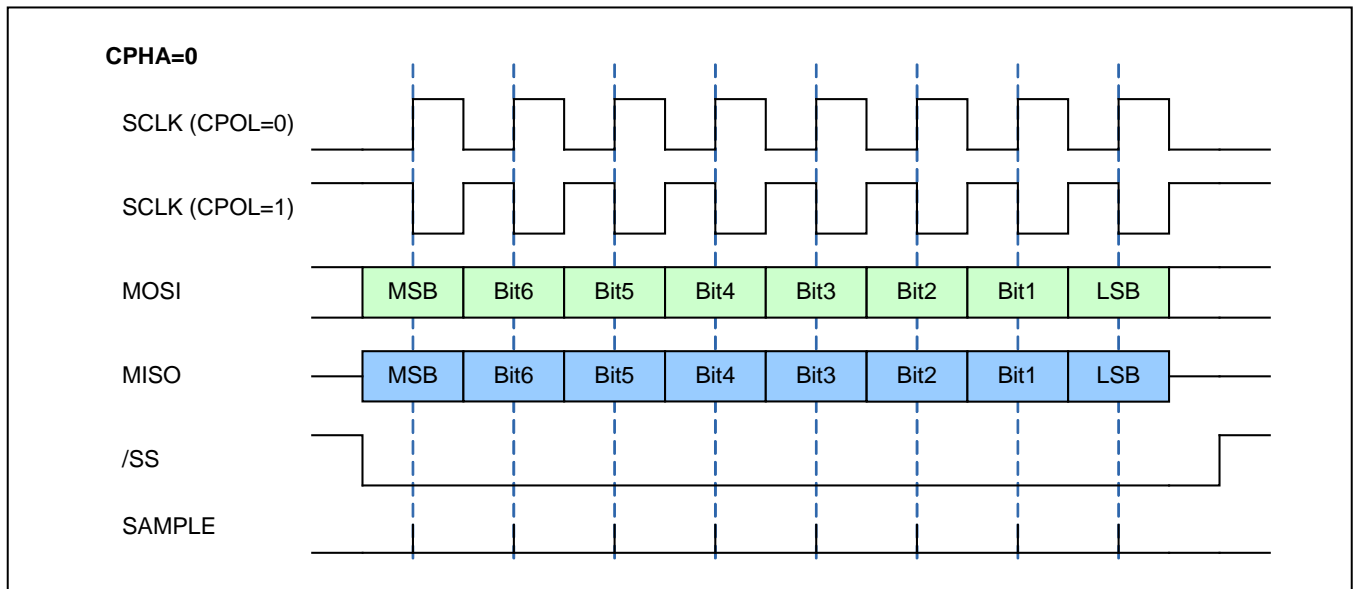 CPHA=0
SCLK (CPOL=0)
SCLK (CPOL=1)
MOSI MSB Bit6 Bit5 Bit4 Bit3 Bit2 Bit1 LSB
MISO MSB Bit6 Bit5 Bit4 Bit3 Bit2 Bit1 LSB
/SS
SAMPLE